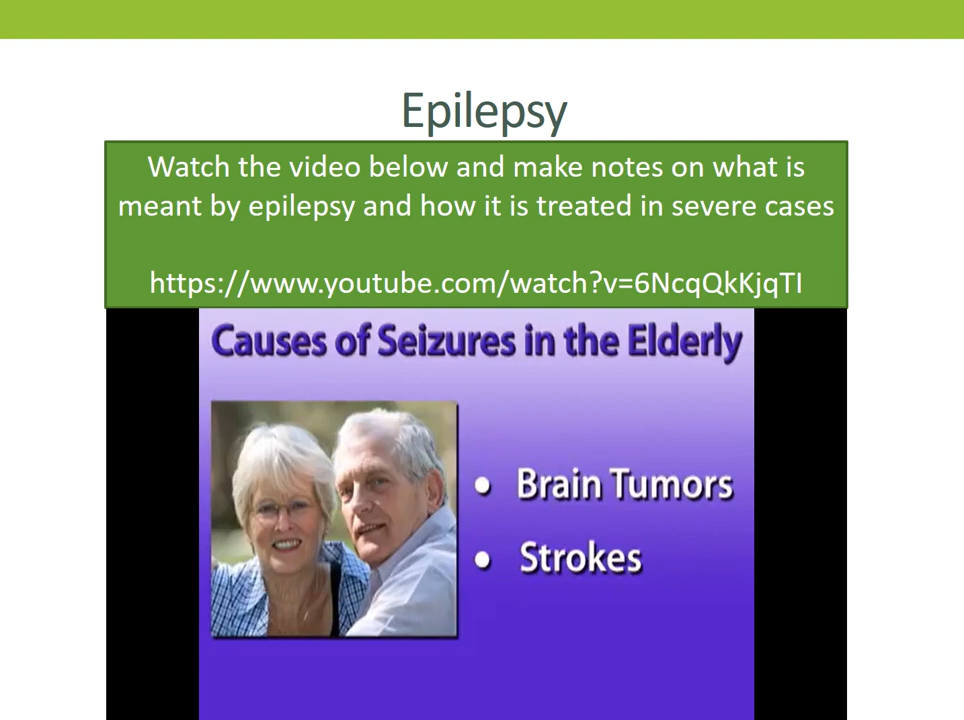 Epilepsy
Watch the video below and make notes on what is
meant by epilepsy and how it is treated in severe cases
https://www.youtube.com/watch?v=6NcqQkKjqTI
Causes of Seizures in the Elderly
• Brain Tumors
• Strokes